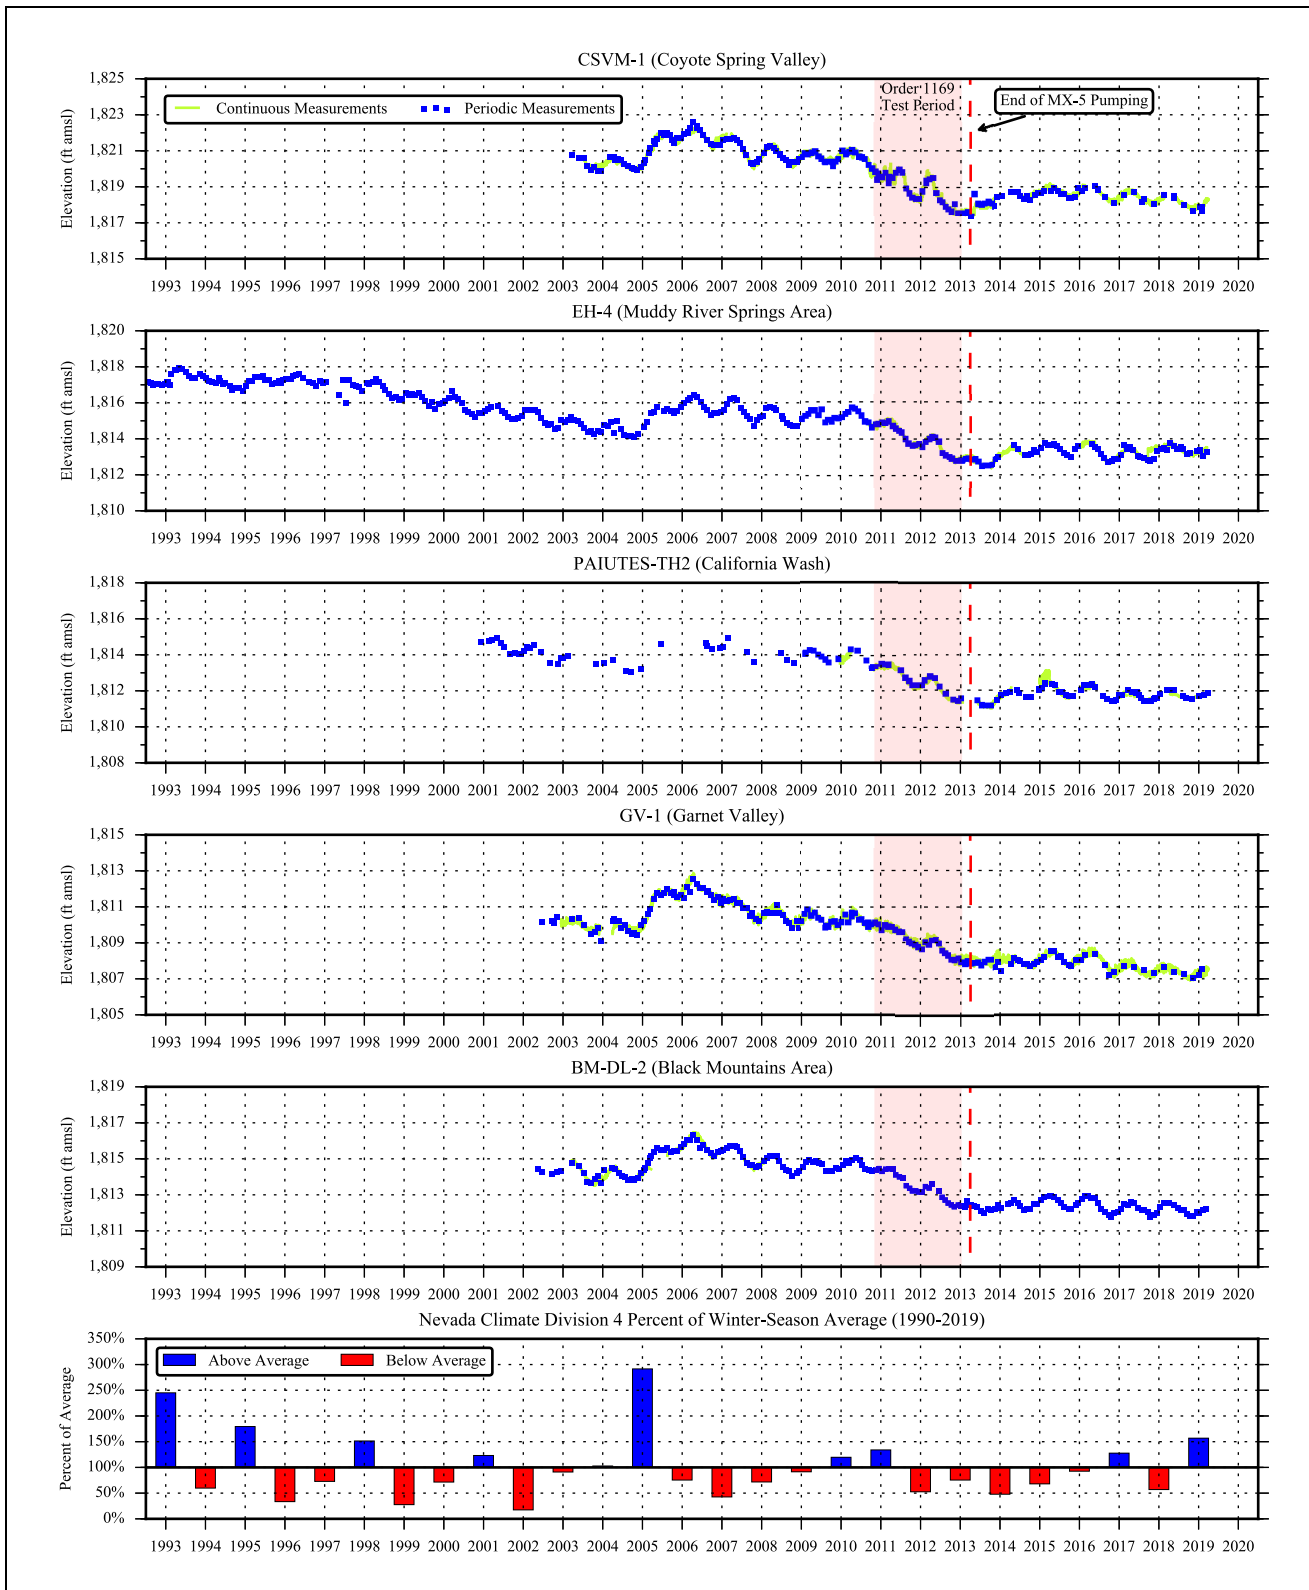 CSVM-1 (Coyote Spring Valley)
1,825
1,823
1,821
1,819
1,817
1,815
Elevation (ft amsl)
Continuous Measurements
Periodic Measurements
Order 1169
Test Period
End of MX-5 Pumping
1993 1994 1995 1996 1997 1998 1999 2000 2001 2002 2003 2004 2005 2006 2007 2008 2009 2010 2011 2012 2013 2014 2015 2016 2017 2018 2019 2020
EH-4 (Muddy River Springs Area)
1,820
1,818
1,816
1,814
1,812
1,810
Elevation (ft amsl)
1993 1994 1995 1996 1997 1998 1999 2000 2001 2002 2003 2004 2005 2006 2007 2008 2009 2010 2011 2012 2013 2014 2015 2016 2017 2018 2019 2020
PAIUTES-TH2 (California Wash)
1,818
1,816
1,814
1,812
1,810
1,808
Elevation (ft amsl)
1993 1994 1995 1996 1997 1998 1999 2000 2001 2002 2003 2004 2005 2006 2007 2008 2009 2010 2011 2012 2013 2014 2015 2016 2017 2018 2019 2020
GV-1 (Garnet Valley)
1,815
1,813
1,811
1,809
1,807
1,805
Elevation (ft amsl)
1993 1994 1995 1996 1997 1998 1999 2000 2001 2002 2003 2004 2005 2006 2007 2008 2009 2010 2011 2012 2013 2014 2015 2016 2017 2018 2019 2020
BM-DL-2 (Black Mountains Area)
1,819
1,817
1,815
1,813
1,811
1,809
Elevation (ft amsl)
1993 1994 1995 1996 1997 1998 1999 2000 2001 2002 2003 2004 2005 2006 2007 2008 2009 2010 2011 2012 2013 2014 2015 2016 2017 2018 2019 2020
Nevada Climate Division 4 Percent of Winter-Season Average (1990-2019)
350%
300%
250%
200%
150%
100%
50%
0%
Percent of Average
Above Average
Below Average
1993 1994 1995 1996 1997 1998 1999 2000 2001 2002 2003 2004 2005 2006 2007 2008 2009 2010 2011 2012 2013 2014 2015 2016 2017 2018 2019 2020